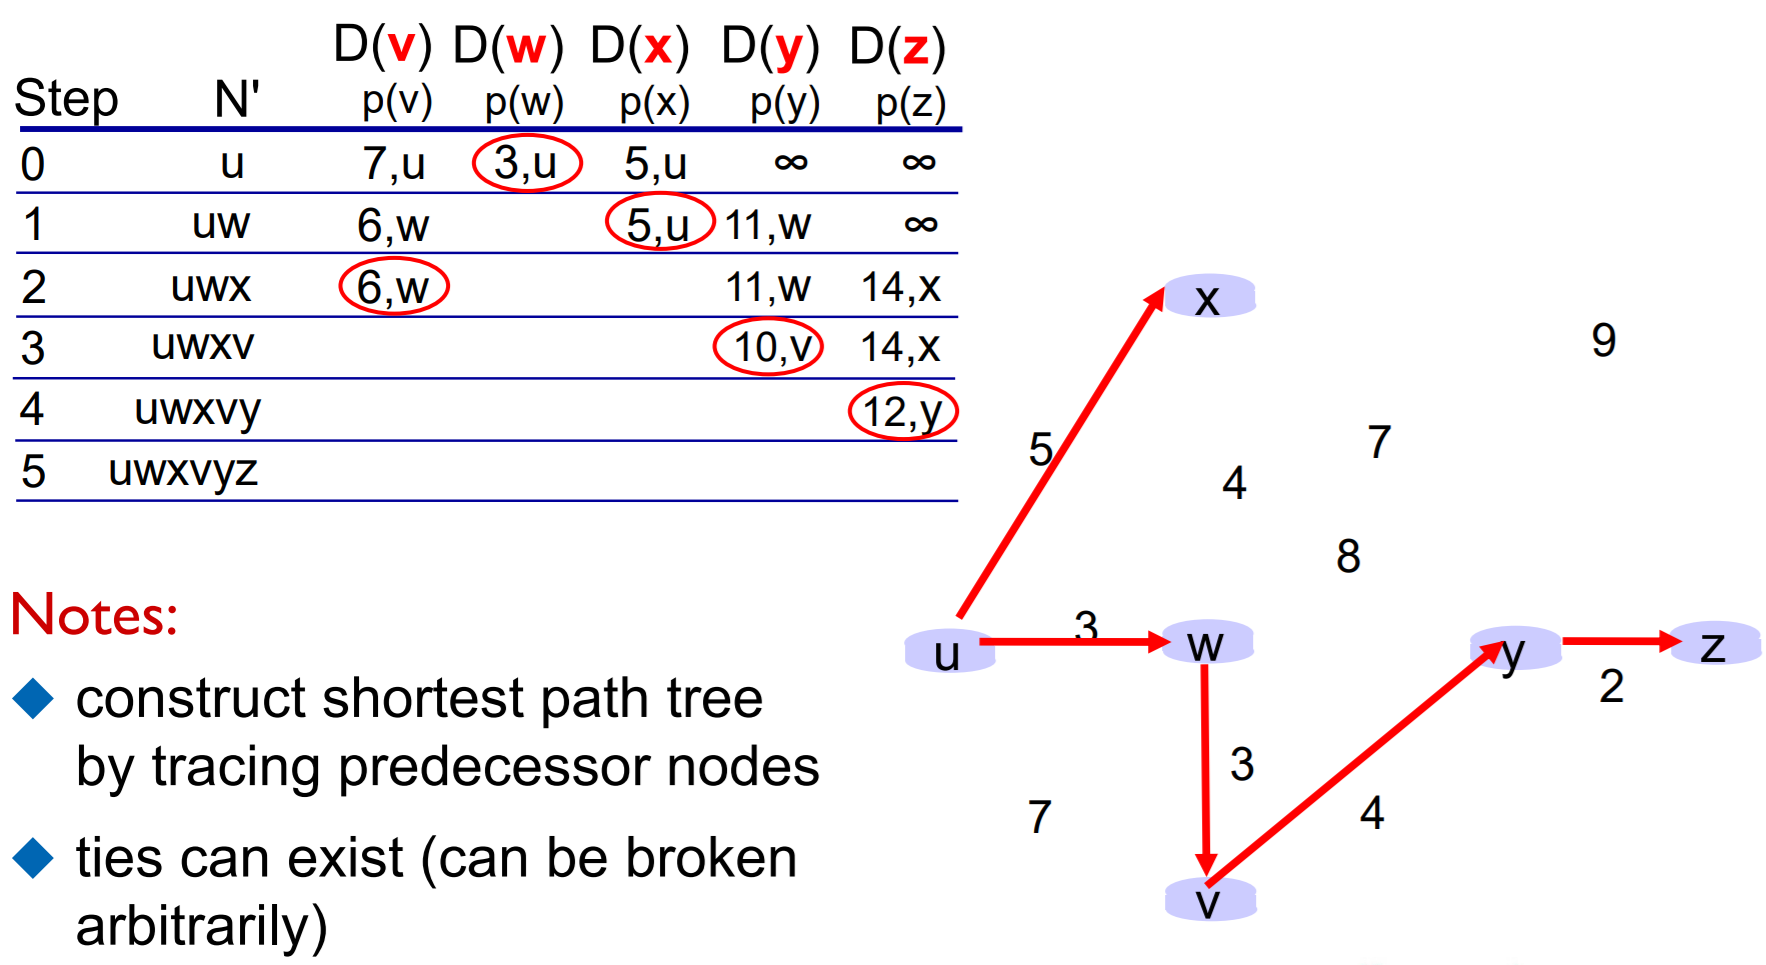 D(v) D(w) D(x) D(y) D(z)
Step N' p(v) p(w) p(x) p(y) p(z)
0 u 7,u 3,u 5,u ∞ ∞
1 uw 6,w 5,u 11,w ∞
2 uwx 6,w 11,w 14,x
3 uwxv 10,v 14,x
4 uwxvy 12,y
5 uwxvyz
Notes:
construct shortest path tree
by tracing predecessor nodes
ties can exist (can be broken
arbitrarily)
x
9
5
7
4
8
3
u
w
y
z
2
3
7
4
v